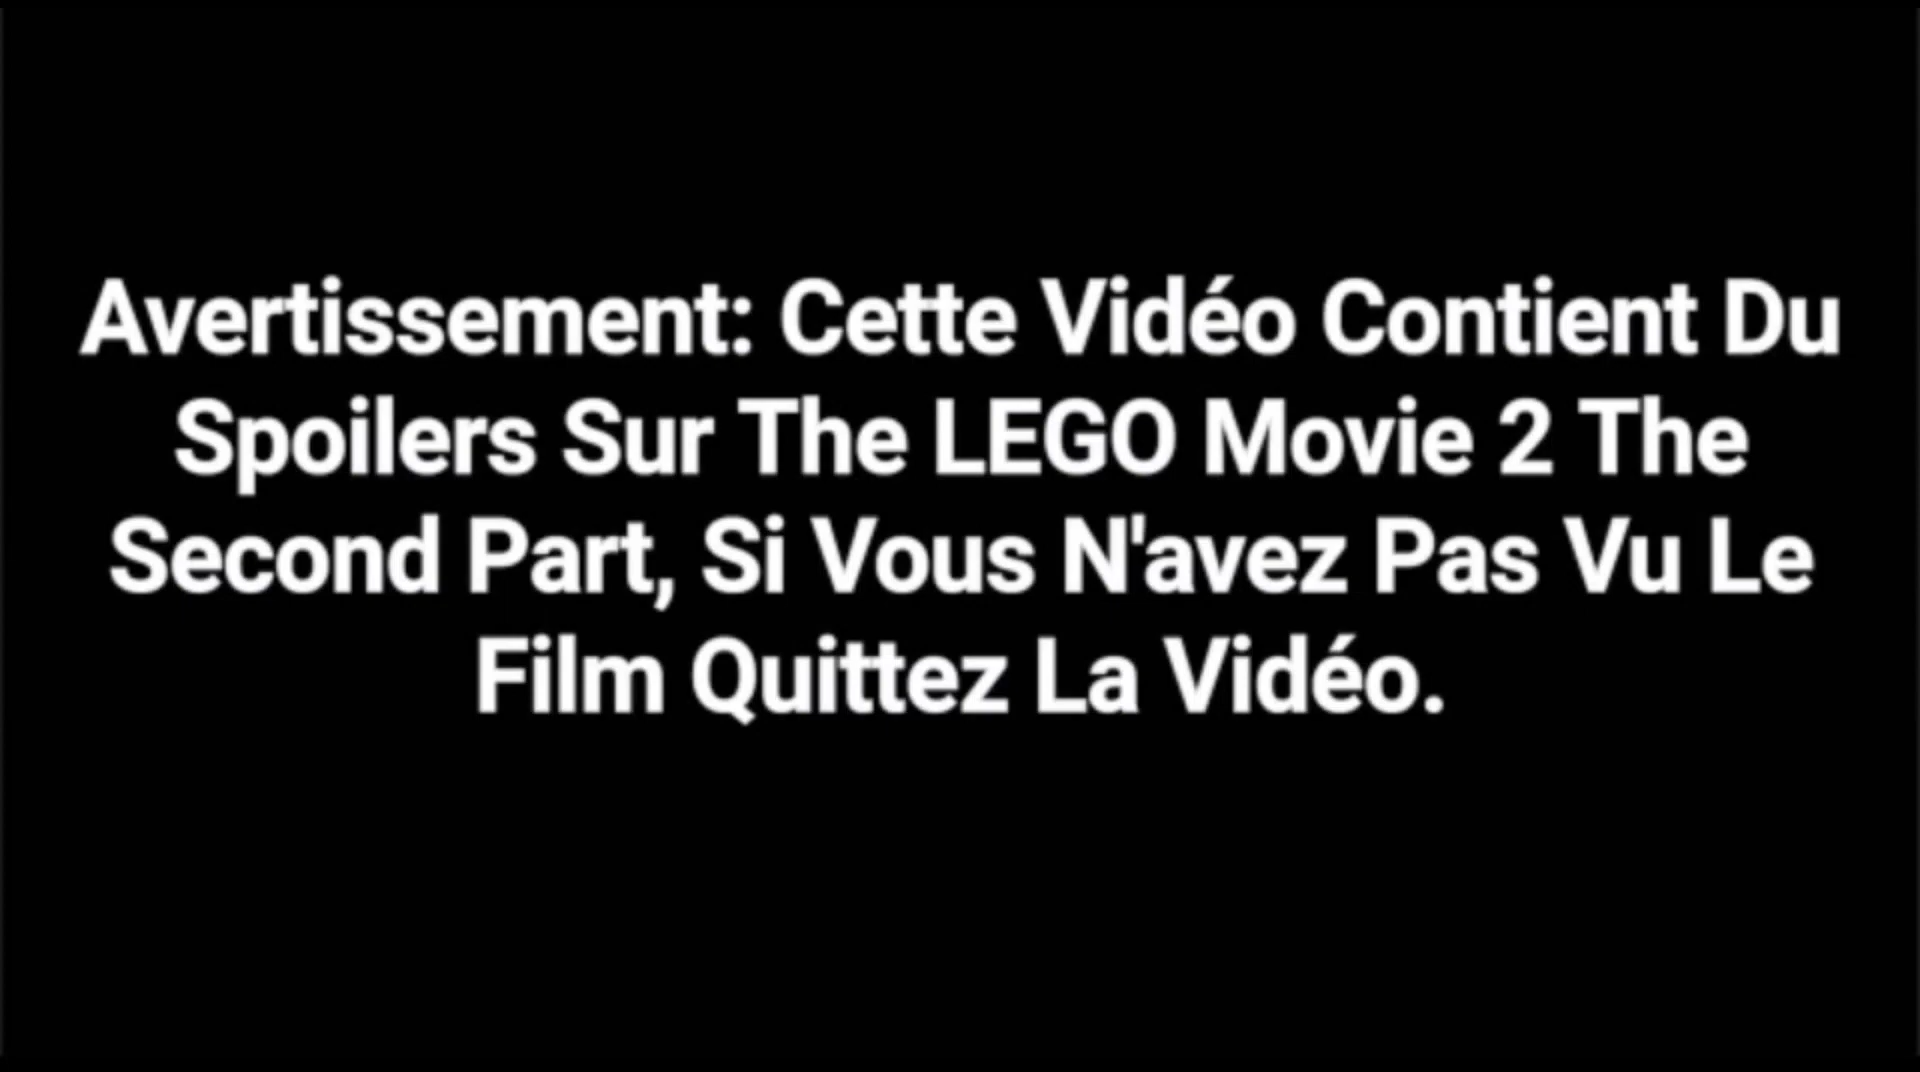 Avertissement: Cette Vidéo Contient Du
Spoilers Sur The LEGO Movie 2 The
Second Part, Si Vous N'avez Pas Vu Le
Film Quittez La Vidéo.